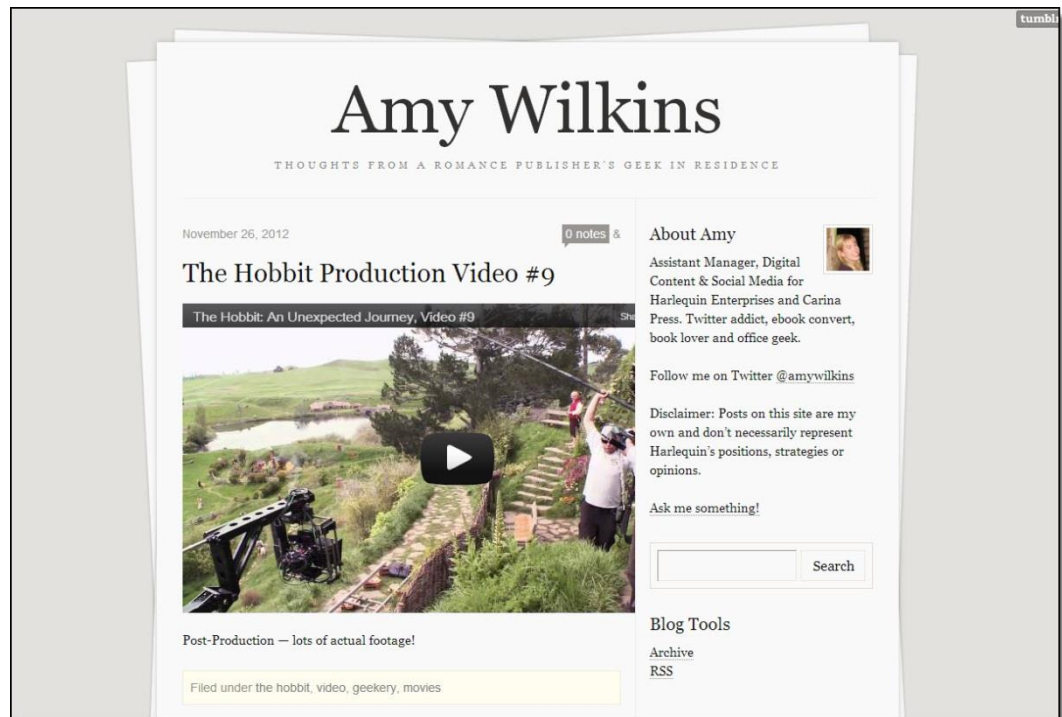 tumblr
Amy Wilkins
THOUGHTS FROM A ROMANCE PUBLISHER'S GEEK IN RESIDENCE
November 26, 2012
0 notes &
The Hobbit Production Video #9
The Hobbit: An Unexpected Journey, Video #9
Post-Production — lots of actual footage!
Filed under the hobbit, video, geekery, movies
About Amy
Assistant Manager, Digital
Content & Social Media for
Harlequin Enterprises and Carina
Press. Twitter addict, ebook convert,
book lover and office geek.
Follow me on Twitter @amywilkins
Disclaimer: Posts on this site are my
own and don't necessarily represent
Harlequin's positions, strategies or
opinions.
Ask me something!
Search
Blog Tools
Archive
RSS